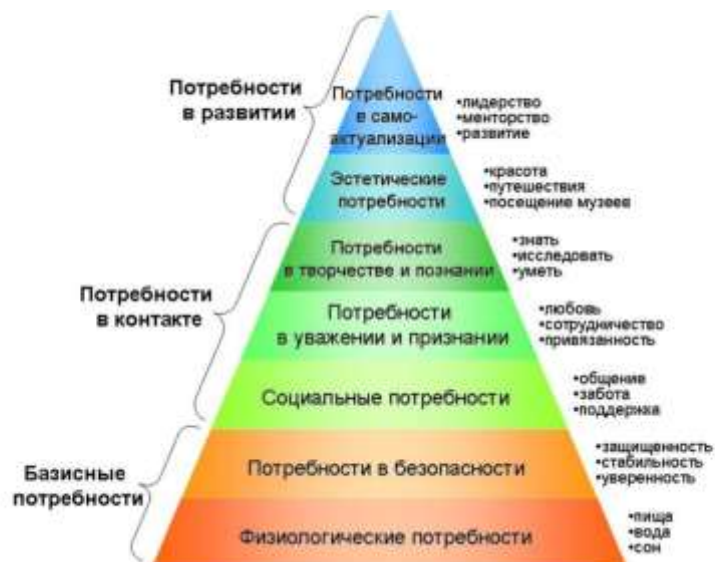 Потребности
в развитии
Потребности
в само-
актуализации
•лидерство
•менторство
•развитие
Эстетические
потребности
•красота
•путешествия
•посещение музеев
Потребности
в контакте
Потребности
в творчестве и познании
•знать
•исследовать
•уметь
Потребности
в уважении и признании
•любовь
•сотрудничество
•привязанность
Социальные потребности
•общение
•забота
•поддержка
Базисные
потребности
Потребности в безопасности
•защищенность
•стабильность
•уверенность
Физиологические потребности
•пища
•вода
•сон